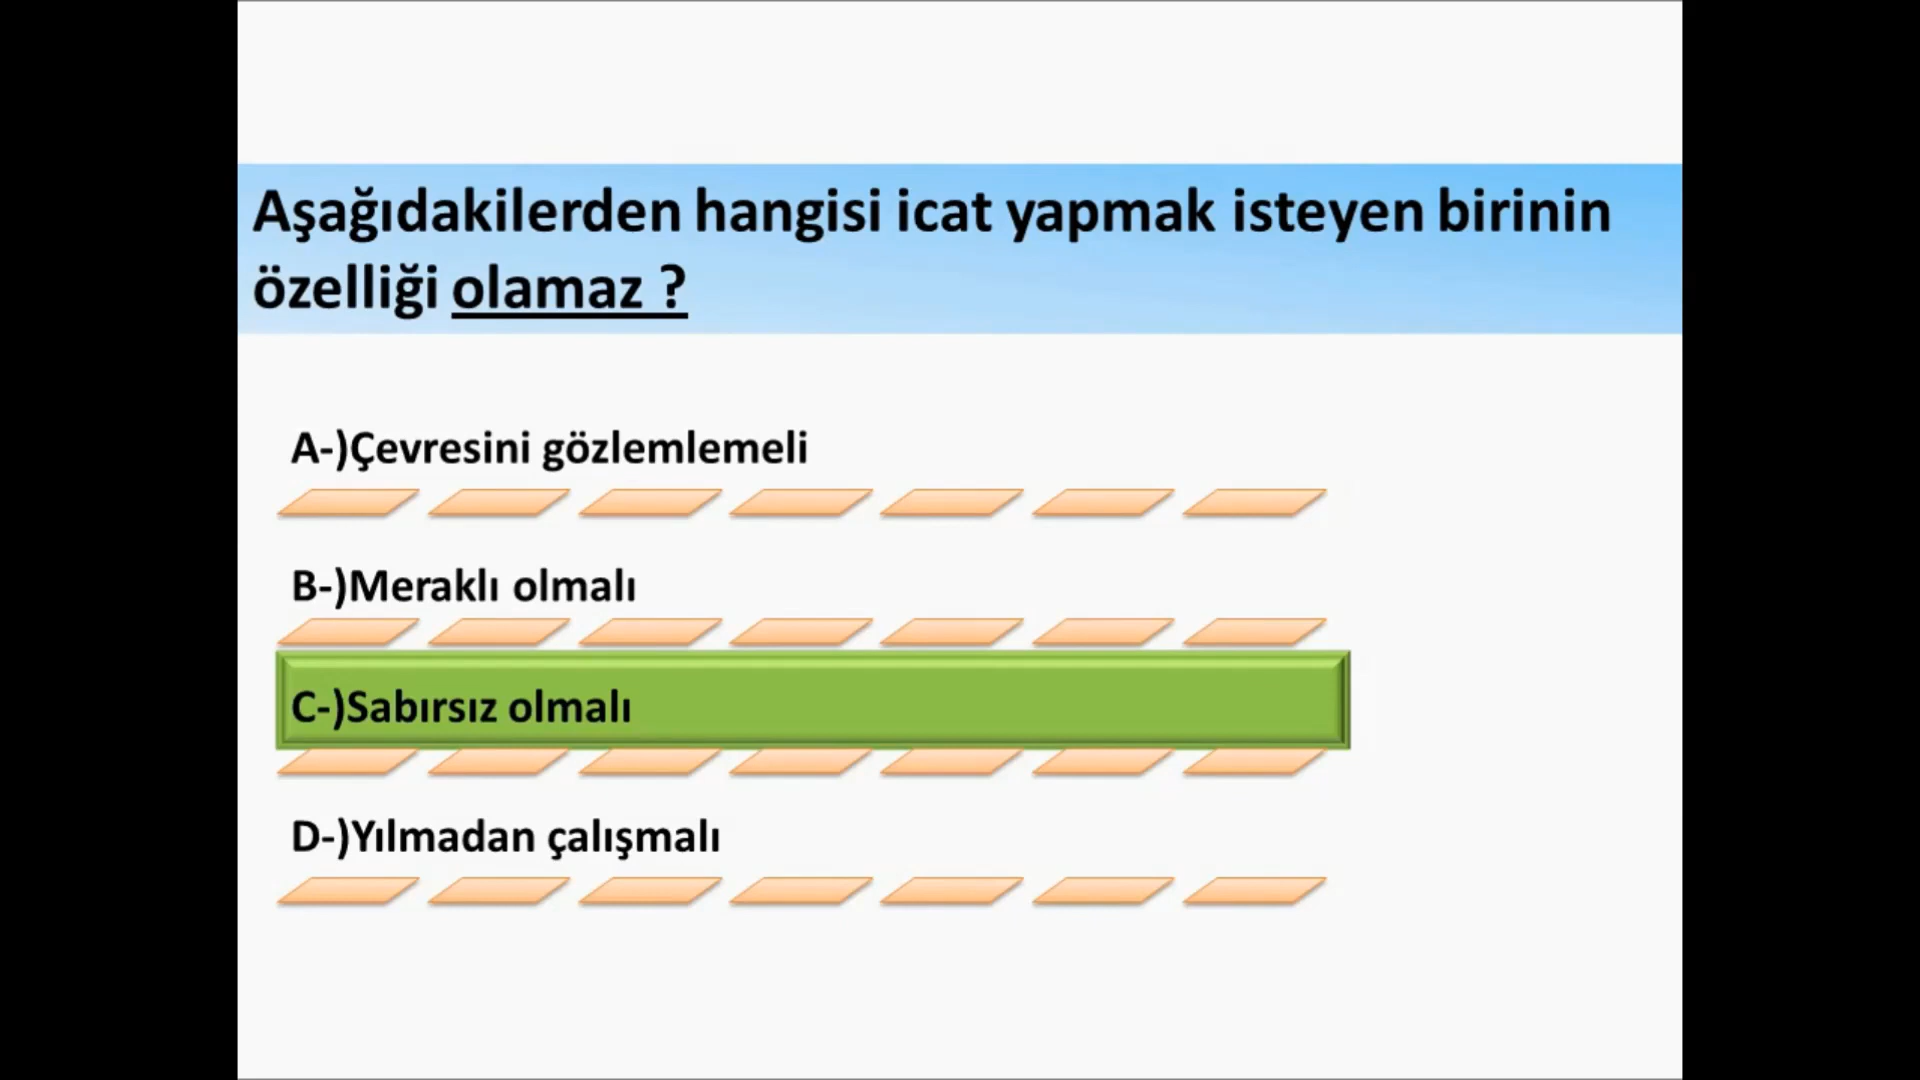 Aşağıdakilerden hangisi icat yapmak isteyen birinin
özelliği olamaz ?
A-)Çevresini gözlemlemeli
B-)Meraklı olmalı
C-)Sabırsız olmalı
D-)Yılmadan çalışmalı